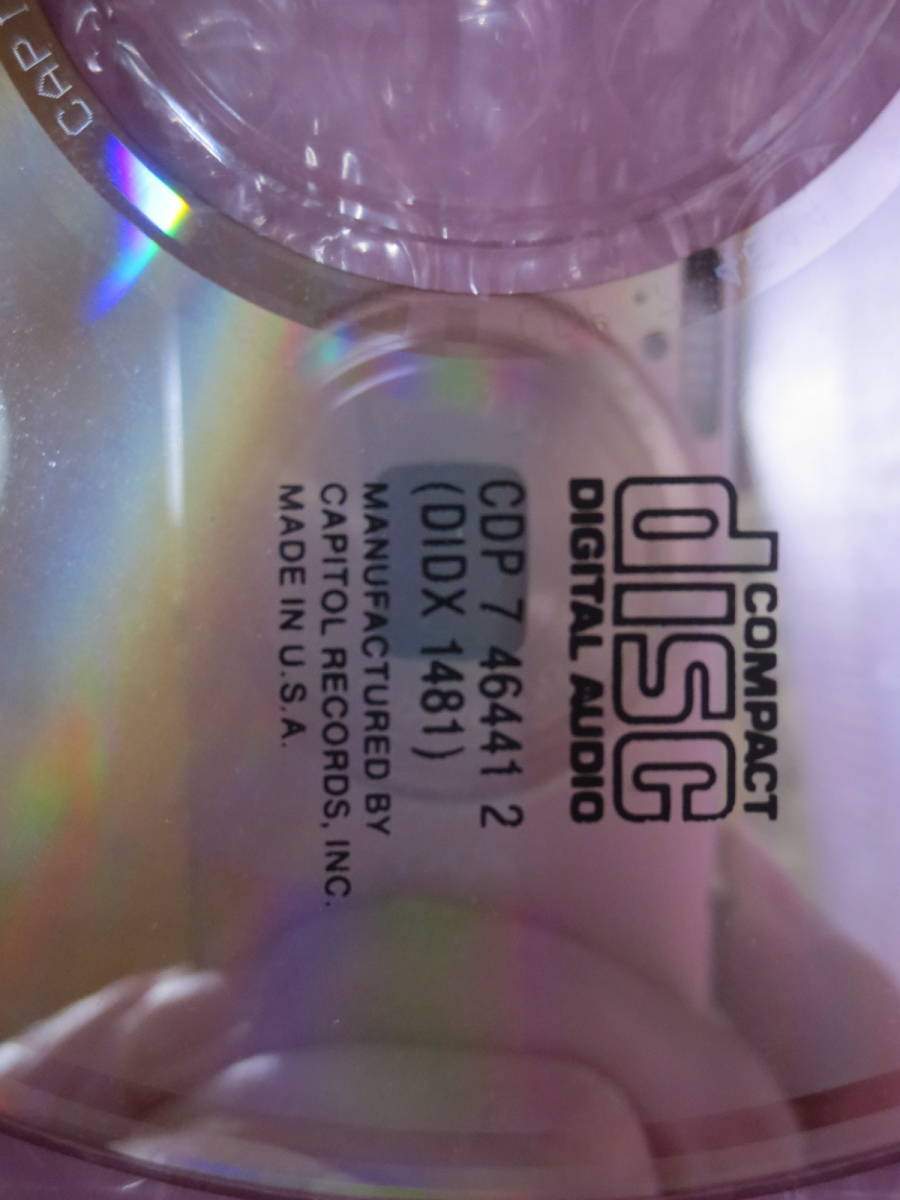 COMPACT
disc
DIGITAL AUDIO
CDP 7 46441 2
(DIDX 1481)
MANUFACTURED BY
CAPITOL RECORDS, INC.
MADE IN U.S.A.